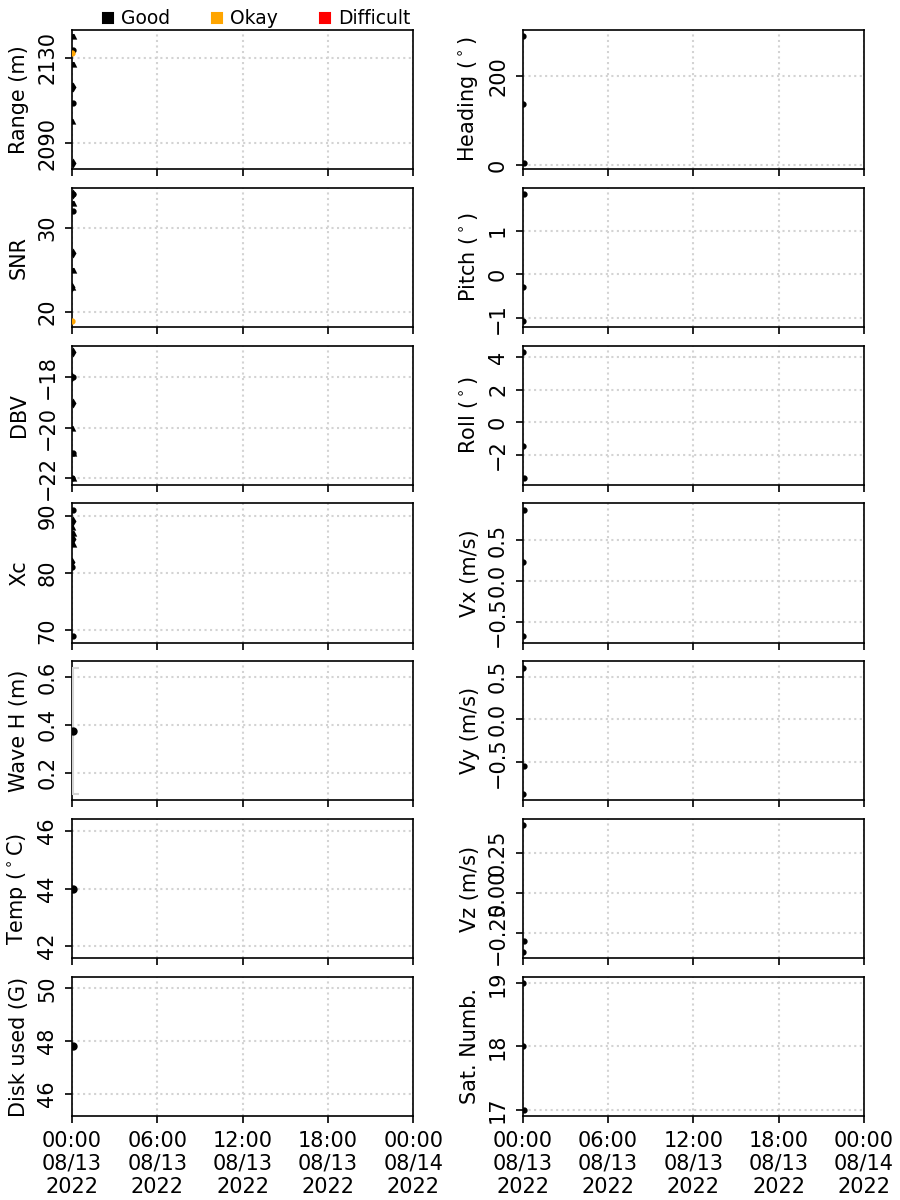 Good Okay Difficult
Range (m)
2130
2090
Heading (°)
200
0
SNR
30
20
Pitch (°)
1
0
−1
DBV
−18
−20
−22
Roll (°)
4
2
0
−2
Xc
90
80
70
Vx (m/s)
0.5
0.0
−0.5
Wave H (m)
0.6
0.4
0.2
Vy (m/s)
0.5
0.0
−0.5
Temp (°C)
46
44
42
Vz (m/s)
0.25
0.00
−0.25
Disk used (G)
50
48
46
Sat. Numb.
19
18
17
00:00 06:00 12:00 18:00 00:00
08/13 08/13 08/13 08/13 08/14
2022 2022 2022 2022 2022
00:00 06:00 12:00 18:00 00:00
08/13 08/13 08/13 08/13 08/14
2022 2022 2022 2022 2022